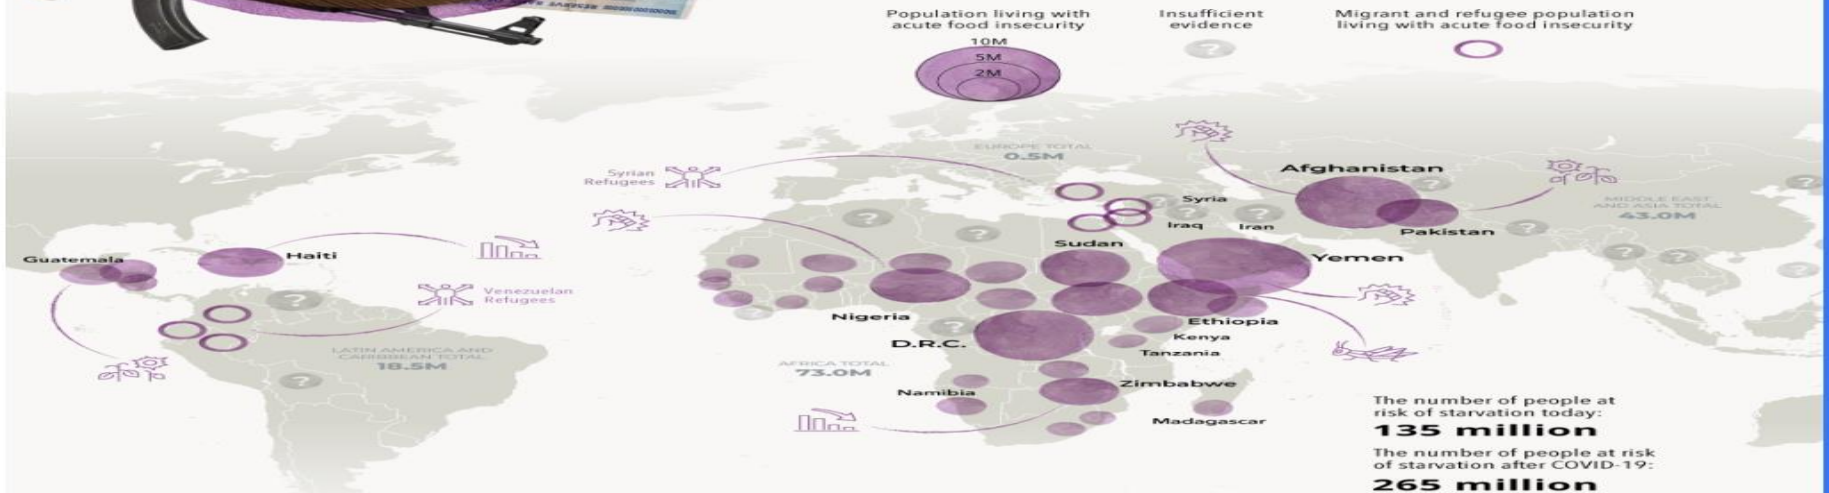 Population living with
acute food insecurity
10M
5M
2M
Insufficient
evidence
?
Migrant and refugee population
living with acute food insecurity
EUROPE TOTAL
0.5M
Syrian
Refugees
Afghanistan
MIDDLE EAST
AND ASIA TOTAL
43.0M
Syria
Iraq
Iran
Pakistan
Sudan
Guatemala
Haiti
Yemen
Venezuelan
Refugees
Nigeria
Ethiopia
D.R.C.
Kenya
Tanzania
LATIN AMERICA AND
CARIBBEAN TOTAL
18.5M
AFRICA TOTAL
73.0M
Namibia
Zimbabwe
Madagascar
The number of people at
risk of starvation today:
135 million
The number of people at risk
of starvation after COVID-19:
265 million